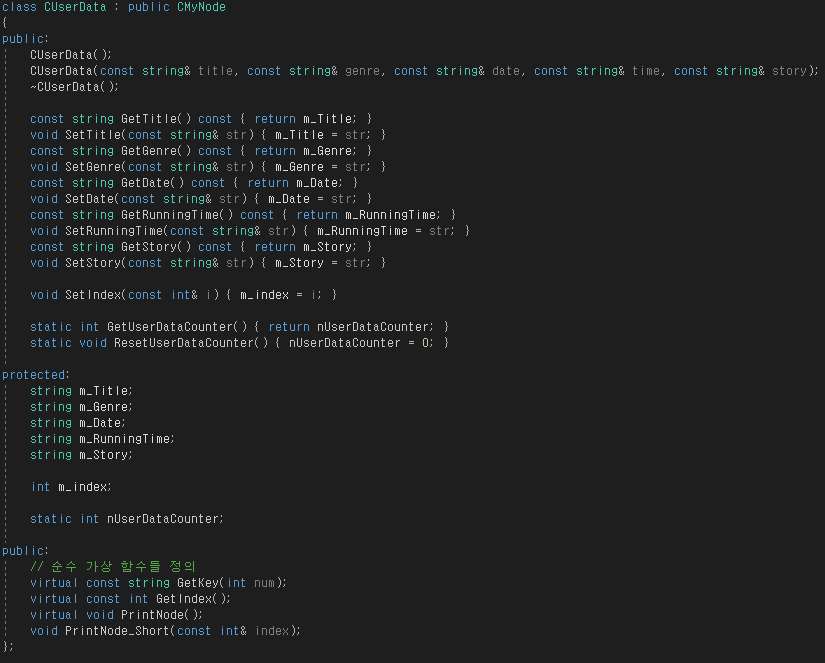 class CUserData : public CMyNode
{
public:
CUserData();
CUserData(const string& title, const string& genre, const string& date, const string& time, const string& story);
~CUserData();
const string GetTitle() const { return m_Title; }
void SetTitle(const string& str) { m_Title = str; }
const string GetGenre() const { return m_Genre; }
void SetGenre(const string& str) { m_Genre = str; }
const string GetDate() const { return m_Date; }
void SetDate(const string& str) { m_Date = str; }
const string GetRunningTime() const { return m_RunningTime; }
void SetRunningTime(const string& str) { m_RunningTime = str; }
const string GetStory() const { return m_Story; }
void SetStory(const string& str) { m_Story = str; }
void SetIndex(const int& i) { m_index = i; }
static int GetUserDataCounter() { return nUserDataCounter; }
static void ResetUserDataCounter() { nUserDataCounter = 0; }
protected:
string m_Title;
string m_Genre;
string m_Date;
string m_RunningTime;
string m_Story;
int m_index;
static int nUserDataCounter;
public:
// 순수 가상 함수들 정의
virtual const string GetKey(int num);
virtual const int GetIndex();
virtual void PrintNode();
void PrintNode_Short(const int& index);
};